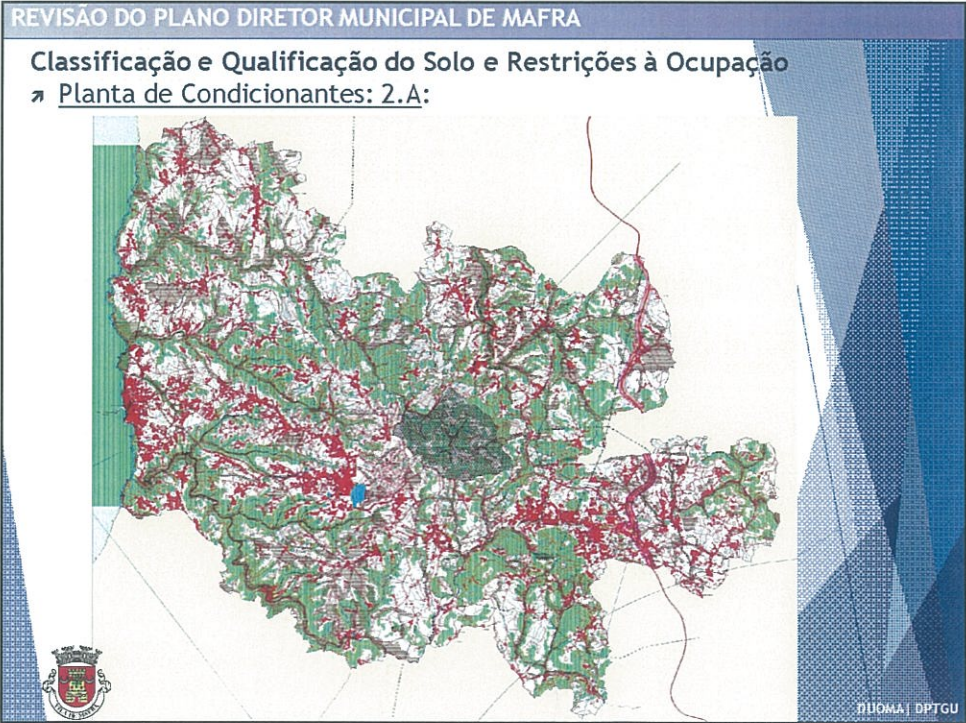 REVISÃO DO PLANO DIRETOR MUNICIPAL DE MAFRA
Classificação e Qualificação do Solo e Restrições à Ocupação
Planta de Condicionantes: 2.A:
DUOMA| DPTGU